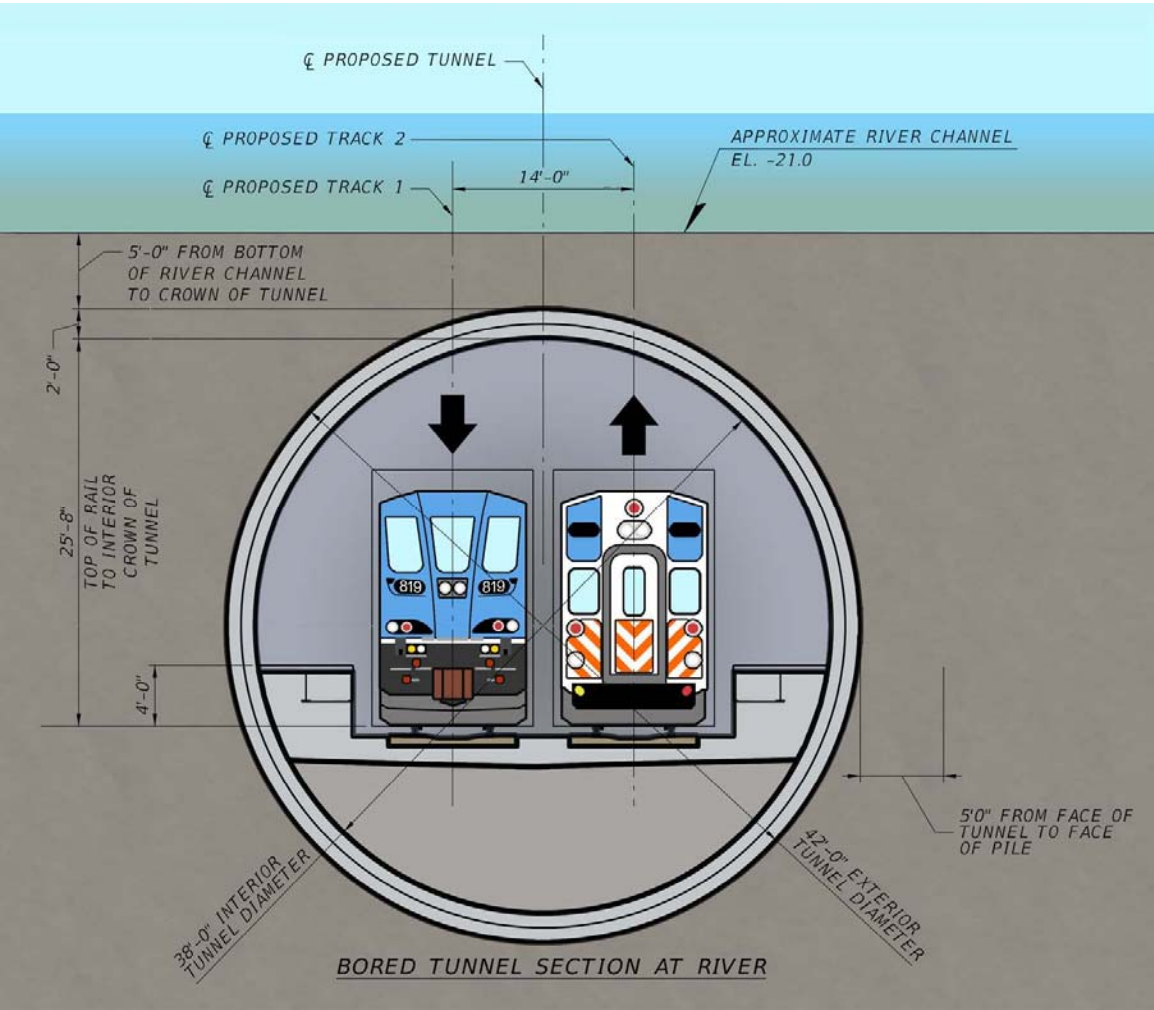 ℄ PROPOSED TUNNEL
℄ PROPOSED TRACK 2
APPROXIMATE RIVER CHANNEL
EL. -21.0
14'-0"
℄ PROPOSED TRACK 1
5'-0" FROM BOTTOM
OF RIVER CHANNEL
TO CROWN OF TUNNEL
2'-0"
25'-8"
TOP OF RAIL
TO INTERIOR
CROWN OF
TUNNEL
819
819
4'-0"
5'0" FROM FACE OF
TUNNEL TO FACE
OF PILE
38'-0" INTERIOR
TUNNEL DIAMETER
42'-0" EXTERIOR
TUNNEL DIAMETER
BORED TUNNEL SECTION AT RIVER